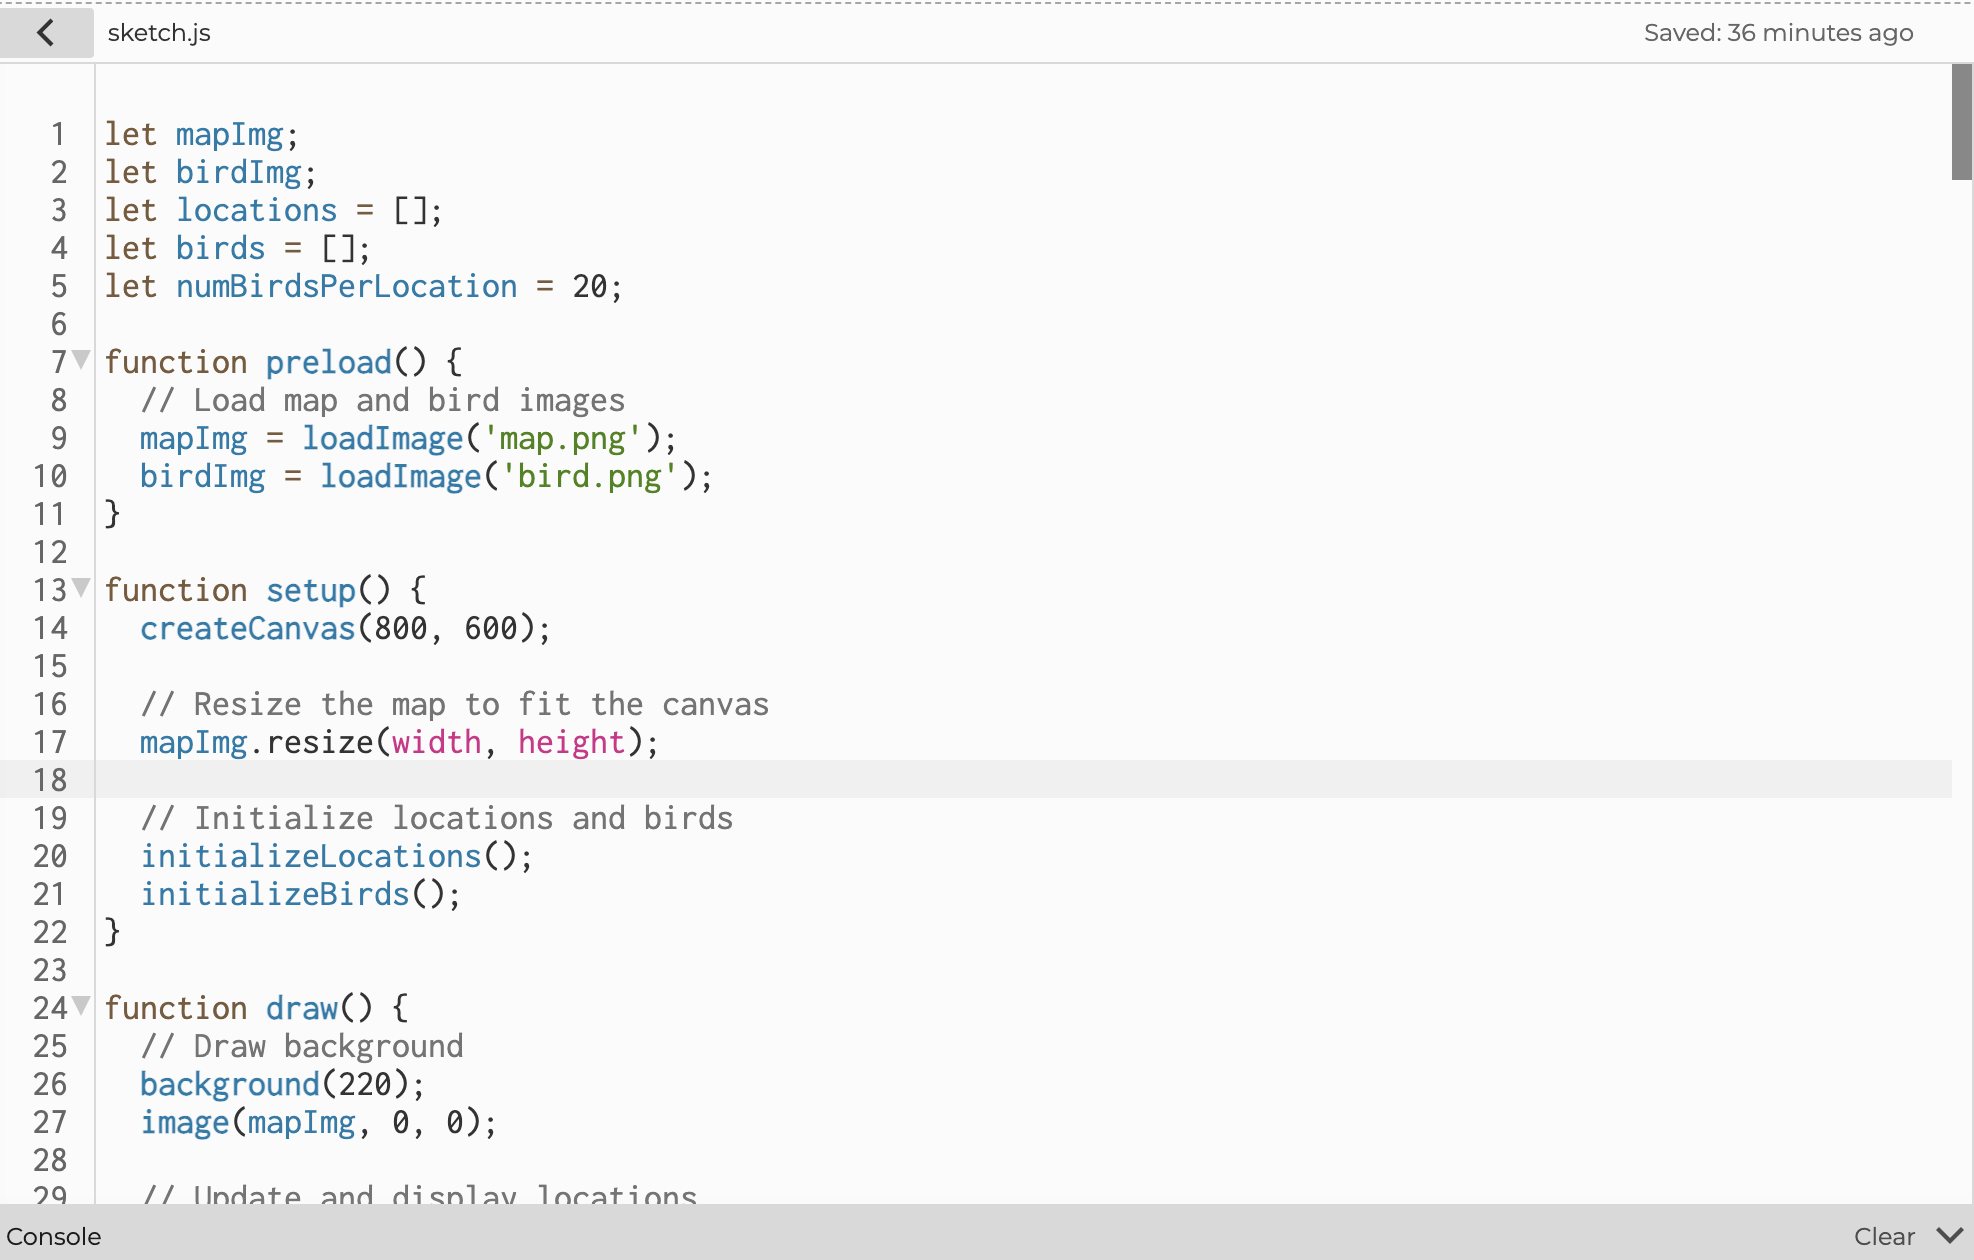 sketch.js
Saved: 36 minutes ago
1 let mapImg;
2 let birdImg;
3 let locations = [];
4 let birds = [];
5 let numBirdsPerLocation = 20;
6
7 function preload() {
8   // Load map and bird images
9   mapImg = loadImage('map.png');
10   birdImg = loadImage('bird.png');
11 }
12
13 function setup() {
14   createCanvas(800, 600);
15
16   // Resize the map to fit the canvas
17   mapImg.resize(width, height);
18
19   // Initialize locations and birds
20   initializeLocations();
21   initializeBirds();
22 }
23
24 function draw() {
25   // Draw background
26   background(220);
27   image(mapImg, 0, 0);
28
29   // Update and display locations
Console
Clear